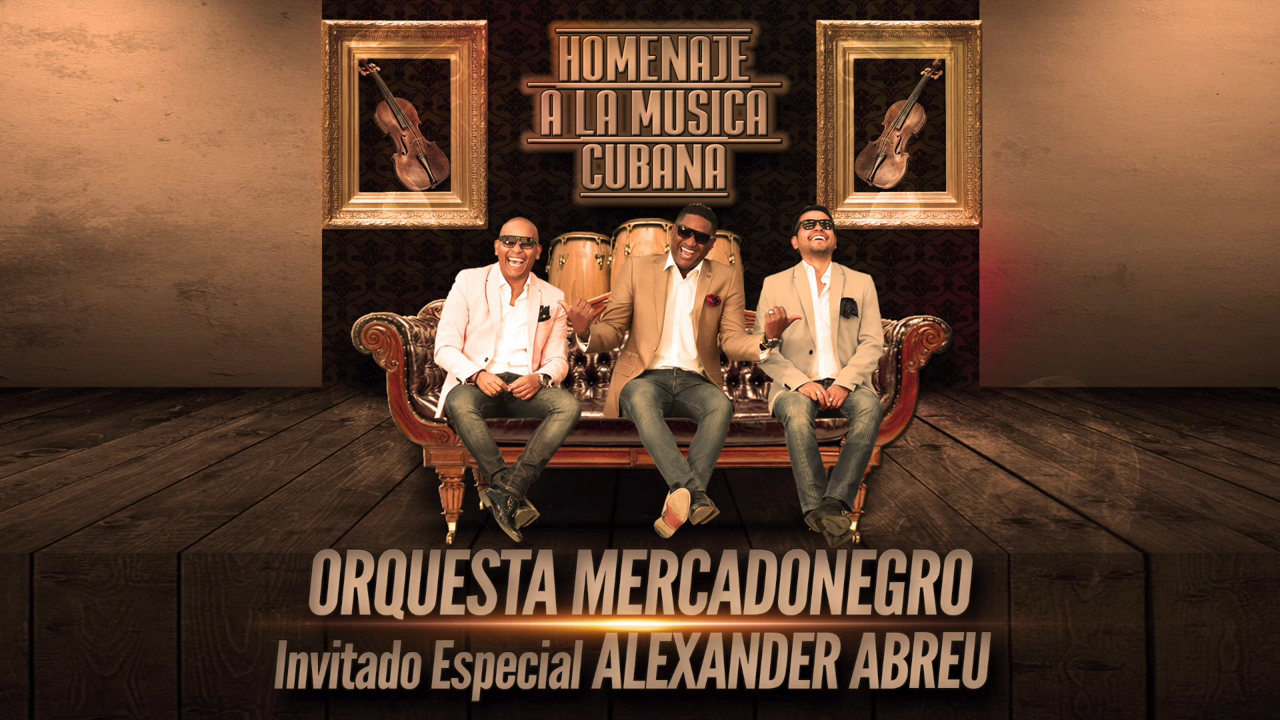 HOMENAJE
A LA MUSICA
CUBANA
ORQUESTA MERCADONEGRO
Invitado Especial ALEXANDER ABREU